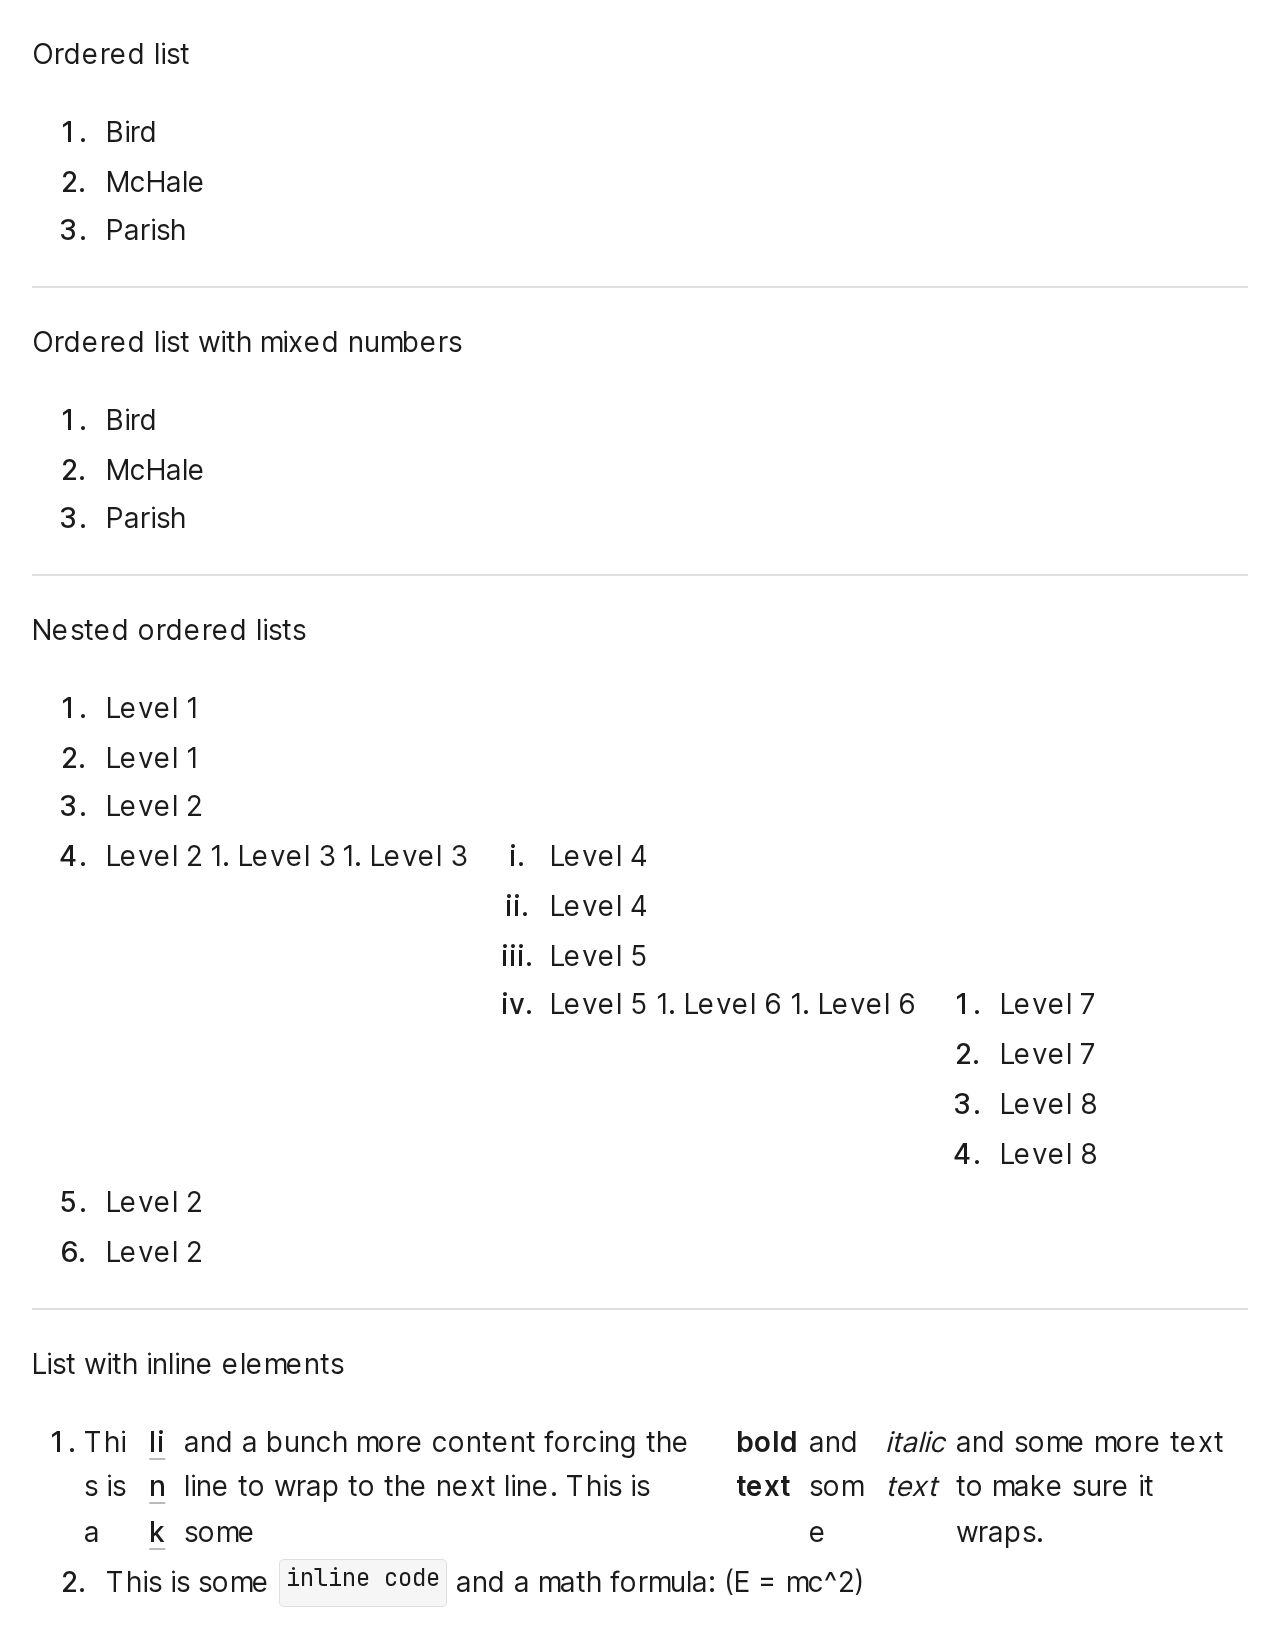 Ordered list
1. Bird
2. McHale
3. Parish
Ordered list with mixed numbers
1. Bird
2. McHale
3. Parish
Nested ordered lists
1. Level 1
2. Level 1
3. Level 2
4. Level 2 1. Level 3 1. Level 3 i. Level 4
ii. Level 4
iii. Level 5
iv. Level 5 1. Level 6 1. Level 6 1. Level 7
2. Level 7
3. Level 8
4. Level 8
5. Level 2
6. Level 2
List with inline elements
1. Thi li and a bunch more content forcing the bold and italic and some more text
s is n line to wrap to the next line. This is text som text to make sure it
a k some e wraps.
2. This is some inline code and a math formula: (E = mc^2)